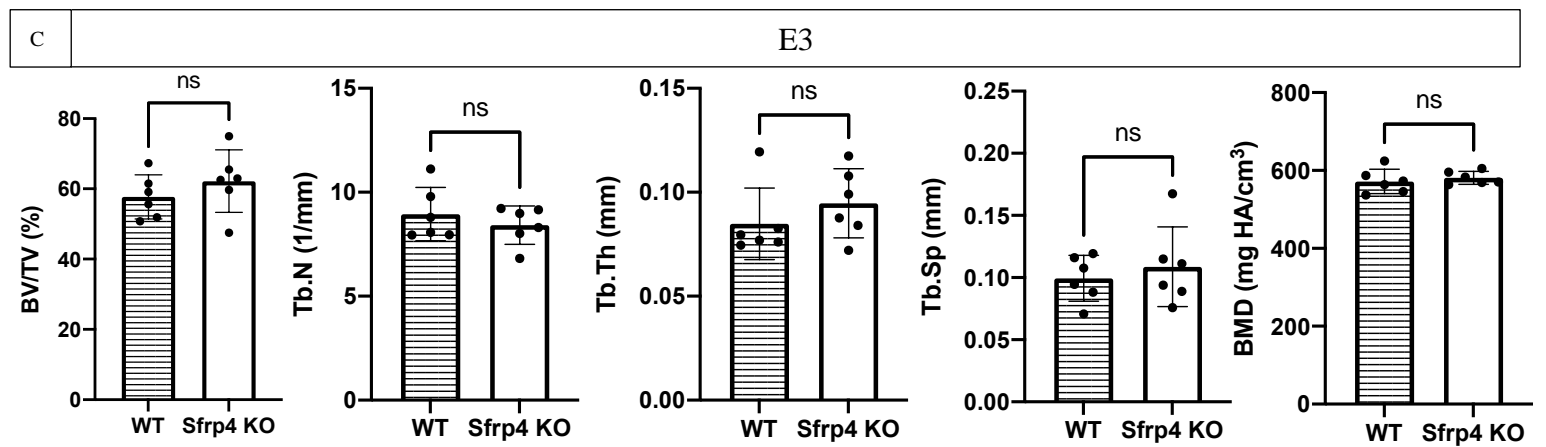 C
E3
ns
80
60
40
20
0
BV/TV (%)
WT Sfrp4 KO
ns
15
10
5
0
Tb.N (1/mm)
WT Sfrp4 KO
ns
0.15
0.10
0.05
0.00
Tb.Th (mm)
WT Sfrp4 KO
ns
0.25
0.20
0.15
0.10
0.05
0.00
Tb.Sp (mm)
WT Sfrp4 KO
ns
800
600
400
200
0
BMD (mg HA/cm³)
WT Sfrp4 KO